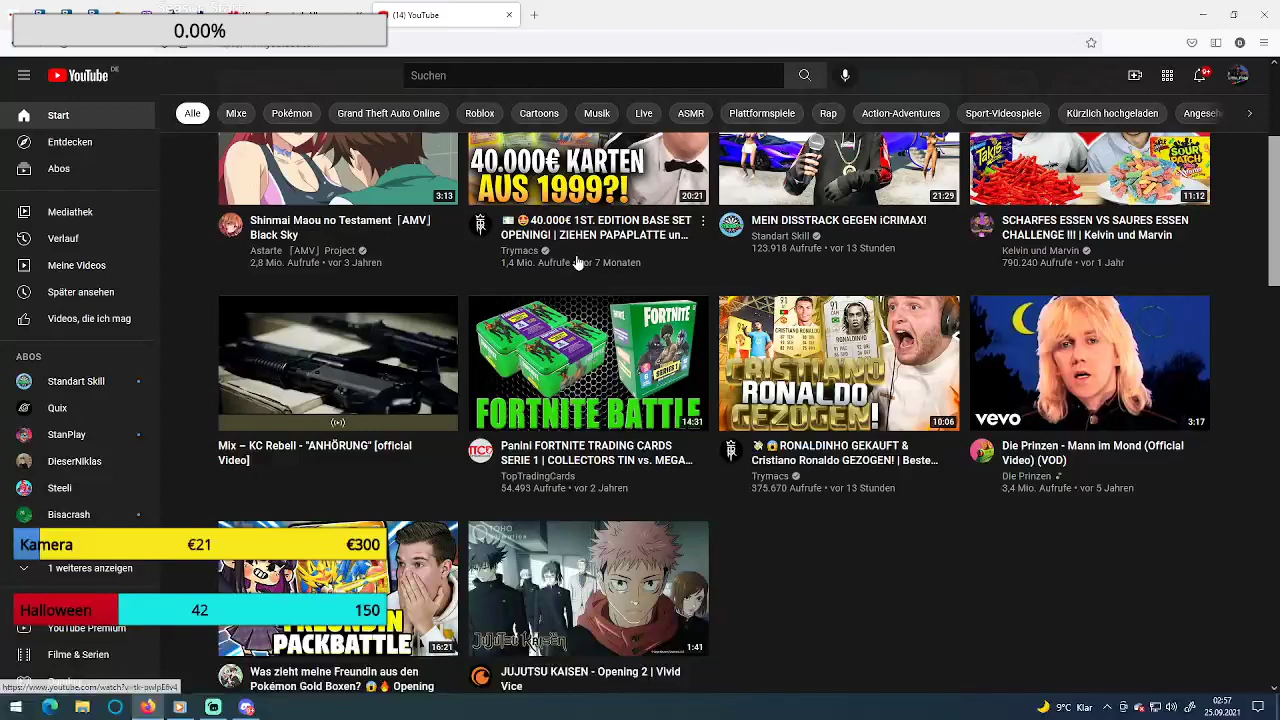 (14) YouTube
0.00%
YouTube DE
Suchen
9+
Start
Entdecken
Abos
Mediathek
Verlauf
Meine Videos
Später ansehen
Videos, die ich mag
ABOS
Standart Skill
Quix
StanPlay
DieserNiklas
Steeli
Bisacrash
Kamera €21 €300
1 weiteres anzeigen
Halloween 42 150
YouTube Premium
Filme & Serien
Alle
Mixe
Pokémon
Grand Theft Auto Online
Roblox
Cartoons
Musik
Live
ASMR
Plattformspiele
Rap
Action-Adventures
Sport-Videospiele
Kürzlich hochgeladen
Angesch
3:13
Shinmai Maou no Testament「AMV」
Black Sky
Astarte「AMV」Project
2,8 Mio. Aufrufe • vor 3 Jahren
40.000€ KARTEN
AUS 1999?!
20:21
40.000€ 1ST. EDITION BASE SET
OPENING! | ZIEHEN PAPAPLATTE un...
Trymacs
1,4 Mio. Aufrufe • vor 7 Monaten
21:29
MEIN DISSTRACK GEGEN iCRIMAX!
Standart Skill
123.918 Aufrufe • vor 13 Stunden
Takis
SOUR
PATCH
11:12
SCHARFES ESSEN VS SAURES ESSEN
CHALLENGE !!! | Kelvin und Marvin
Kelvin und Marvin
790.240 Aufrufe • vor 1 Jahr
Mix – KC Rebell - "ANHÖRUNG" [official
Video]
FORTNITE
FORTNITE BATTLE
14:31
Panini FORTNITE TRADING CARDS
SERIE 1 | COLLECTORS TIN vs. MEGA...
TopTradingCards
54.493 Aufrufe • vor 2 Jahren
CRISTIANO
RONALDO
GEZOGEN!
10:06
RONALDINHO GEKAUFT &
Cristiano Ronaldo GEZOGEN! | Beste...
Trymacs
375.670 Aufrufe • vor 13 Stunden
vevo
3:17
Die Prinzen - Mann im Mond (Official
Video) (VOD)
Die Prinzen
3,4 Mio. Aufrufe • vor 5 Jahren
FREUNDIN
PACKBATTLE
16:21
Was zieht meine FreundIn aus den
Pokémon Gold Boxen? Opening
TOHO
animation
Jujutsu Kaisen
1:41
JUJUTSU KAISEN - Opening 2 | Vivid
Vice
9°C Klar
02:57
25.09.2021